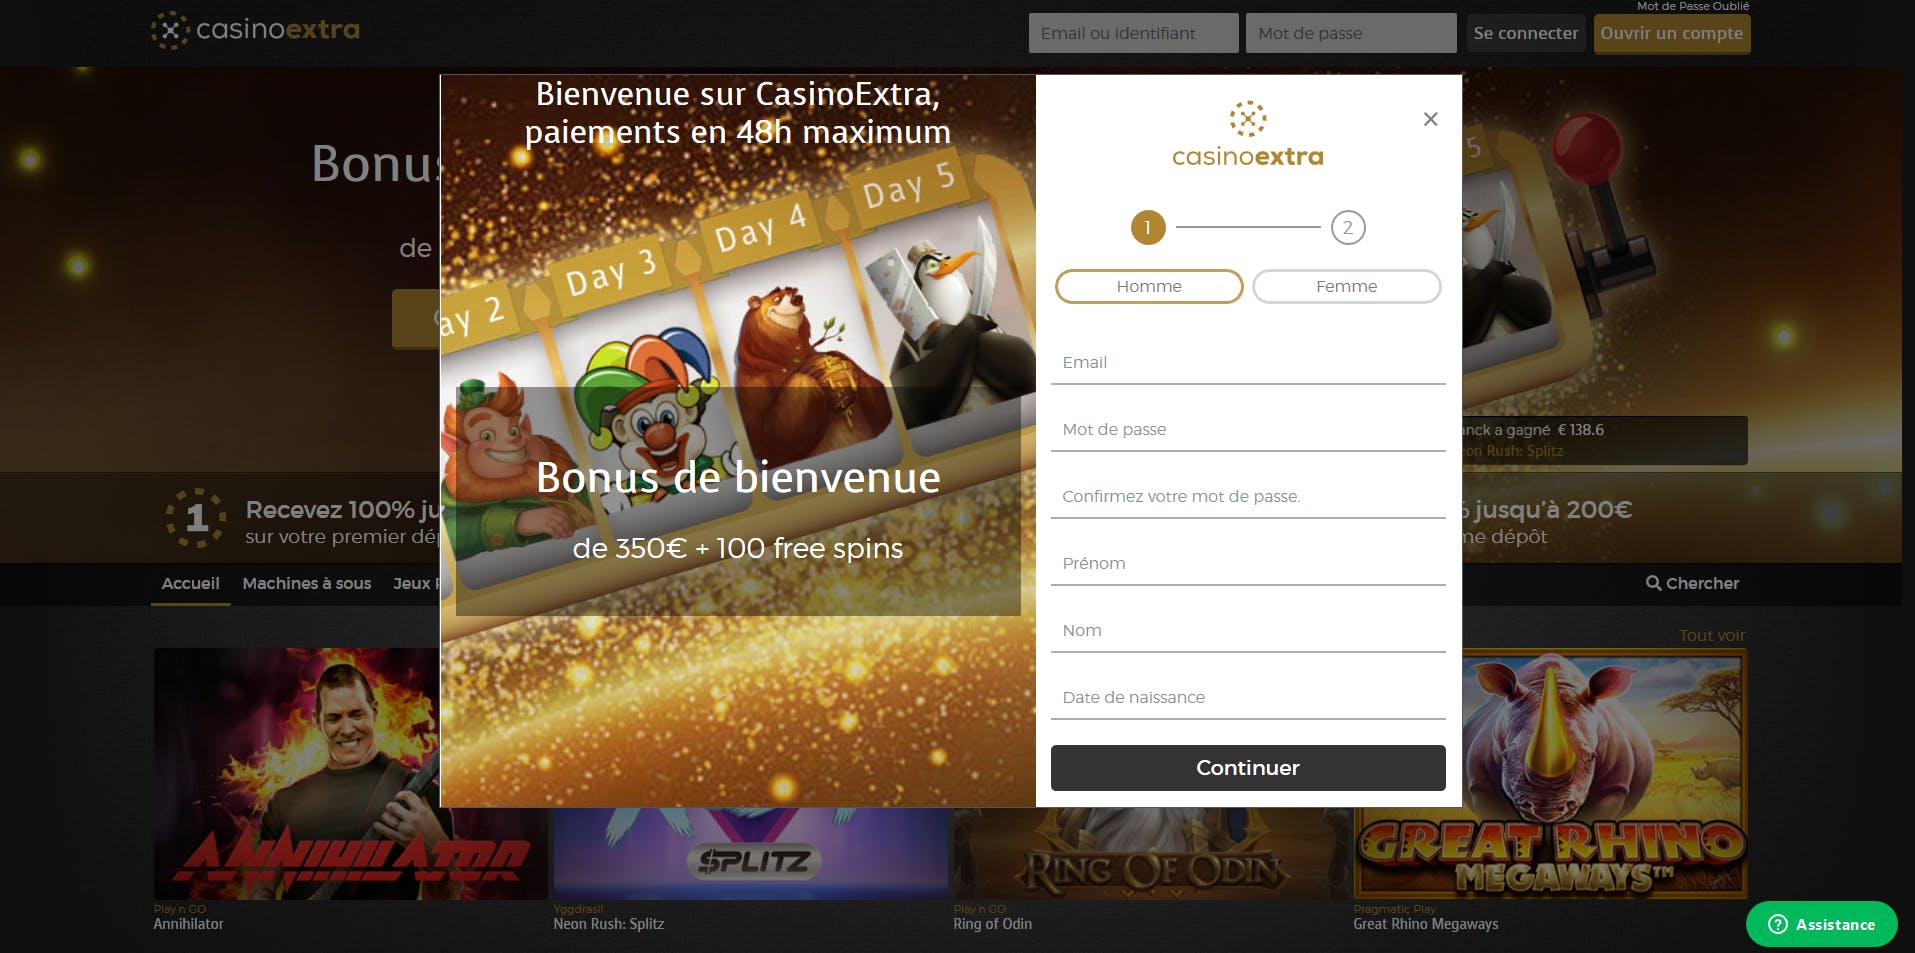 casinoextra
Email ou identifiant
Mot de passe
Se connecter
Mot de Passe Oublié
Ouvrir un compte
Bienvenue sur CasinoExtra,
paiements en 48h maximum
ay 2
Day 3
Day 4
Day 5
Bonus de bienvenue
de 350€ + 100 free spins
casinoextra
×
1
2
Homme
Femme
Email
Mot de passe
Confirmez votre mot de passe.
Prénom
Nom
Date de naissance
Continuer
Bonus
de
5
anck a gagné € 138.6
eon Rush: Splitz
1
Recevez 100% ju
sur votre premier dép
% jusqu'à 200€
me dépôt
Accueil
Machines à sous
Jeux
Chercher
Tout voir
ANNIHILATOR
$PLITZ
RING OF ODIN
GREAT RHINO
MEGAWAYS™
Play'n GO
Annihilator
Yggdrasil
Neon Rush: Splitz
Play'n GO
Ring of Odin
Pragmatic Play
Great Rhino Megaways
Assistance